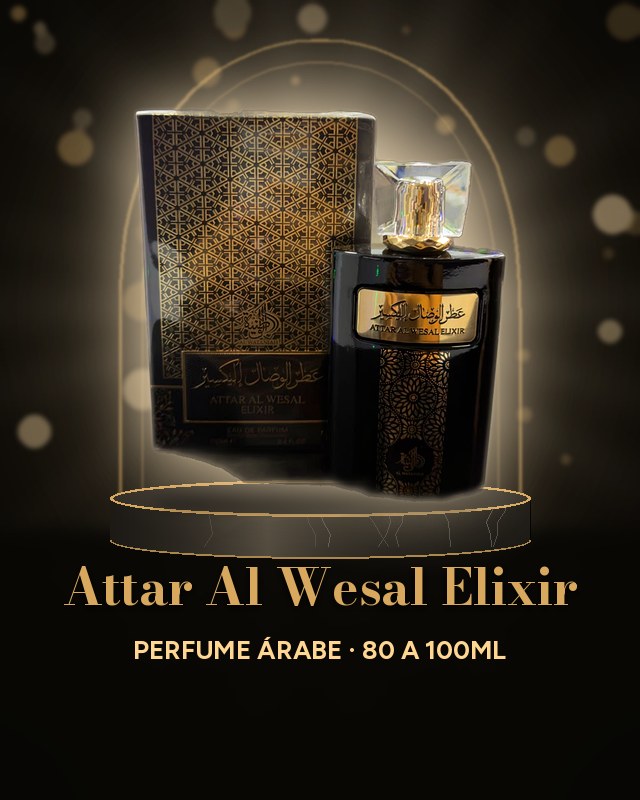 عطر الوصال إليكسير
ATTAR AL WESAL
ELIXIR
EAU DE PARFUM
عطر الوصال إليكسير
ATTAR AL WESAL ELIXIR
Attar Al Wesal Elixir
PERFUME ÁRABE · 80 A 100ML